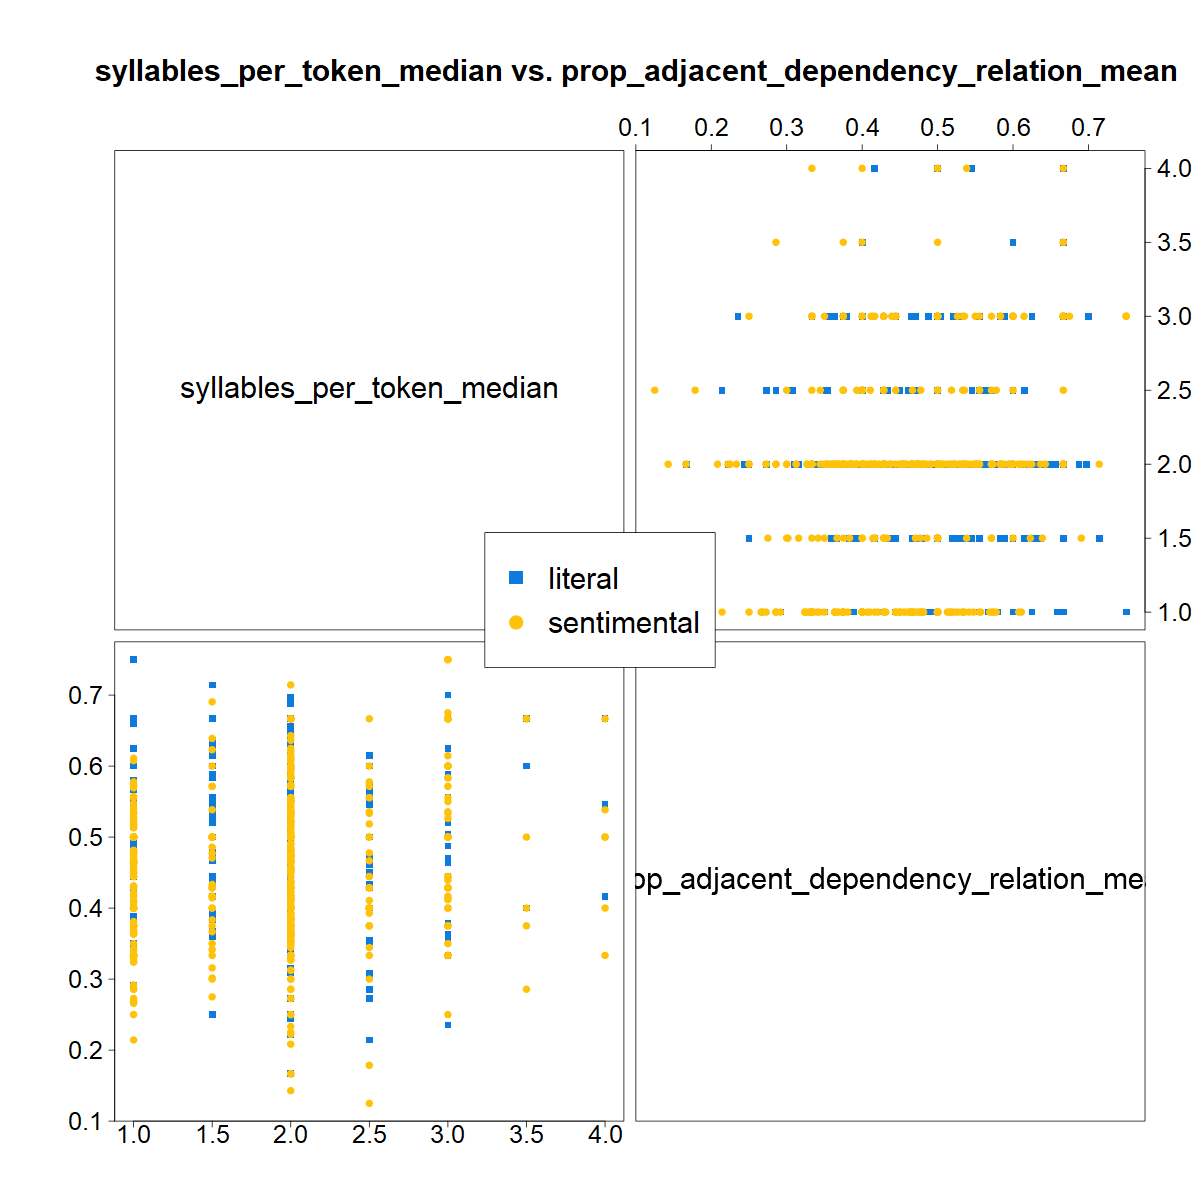 syllables_per_token_median vs. prop_adjacent_dependency_relation_mean
0.1 0.2 0.3 0.4 0.5 0.6 0.7
4.0
3.5
3.0
2.5
2.0
1.5
1.0
syllables_per_token_median
literal
sentimental
0.7
0.6
0.5
0.4
0.3
0.2
0.1
op_adjacent_dependency_relation_me
1.0 1.5 2.0 2.5 3.0 3.5 4.0